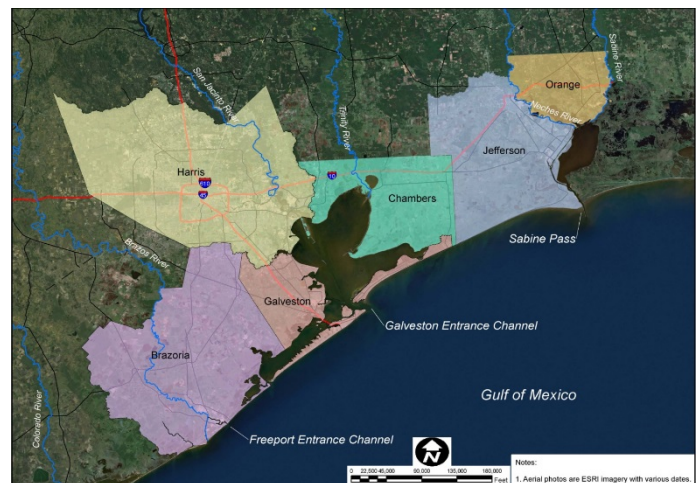 Sabine River
Orange
San Jacinto River
Trinity River
Neches River
Jefferson
Harris
10
Chambers
Sabine Pass
Brazos River
Galveston
Galveston Entrance Channel
Brazoria
Gulf of Mexico
Colorado River
Freeport Entrance Channel
N
0 22,500 45,000 90,000 135,000 180,000
Feet
Notes:
1. Aerial photos are ESRI imagery with various dates.